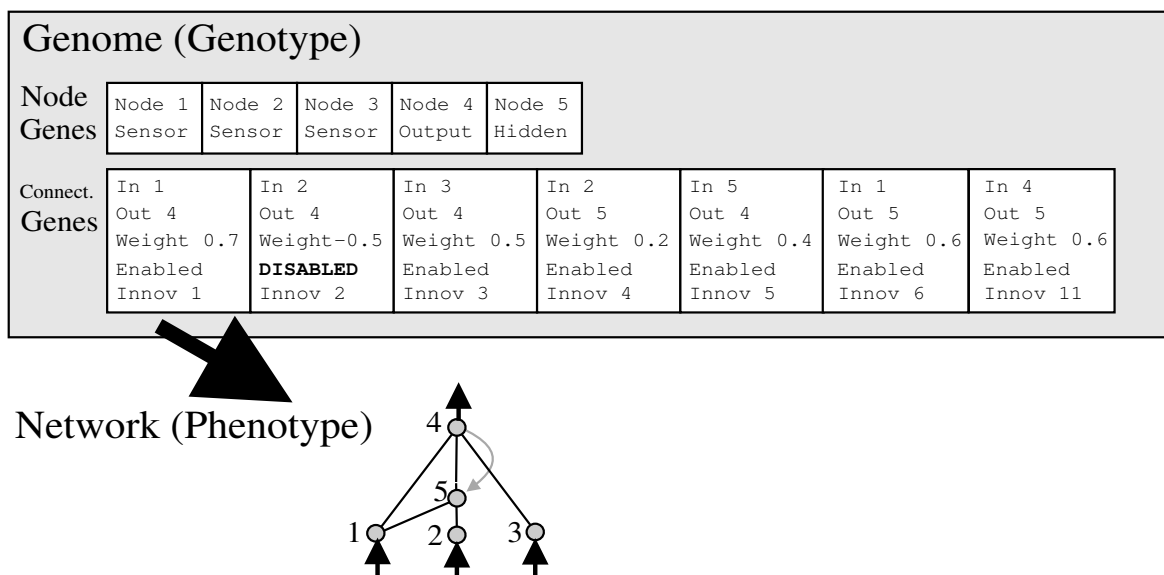 Genome (Genotype)
Node Genes
Node 1 Node 2 Node 3 Node 4 Node 5
Sensor Sensor Sensor Output Hidden
Connect. Genes
In 1 In 2 In 3 In 2 In 5 In 1 In 4
Out 4 Out 4 Out 4 Out 5 Out 4 Out 5 Out 5
Weight 0.7 Weight-0.5 Weight 0.5 Weight 0.2 Weight 0.4 Weight 0.6 Weight 0.6
Enabled DISABLED Enabled Enabled Enabled Enabled Enabled
Innov 1 Innov 2 Innov 3 Innov 4 Innov 5 Innov 6 Innov 11
Network (Phenotype)
4
5
1 2 3